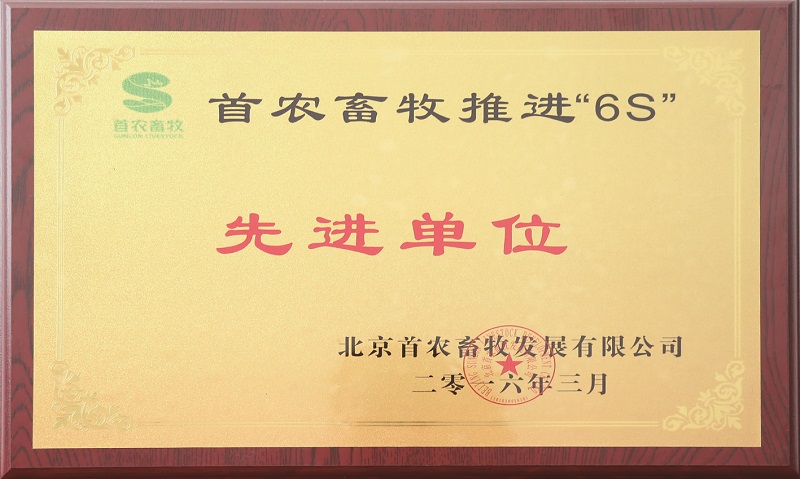 首农畜牧
SUNLON LIVESTOCK
首农畜牧推进“6S”
先进单位
北京首农畜牧发展有限公司
二零一六年三月